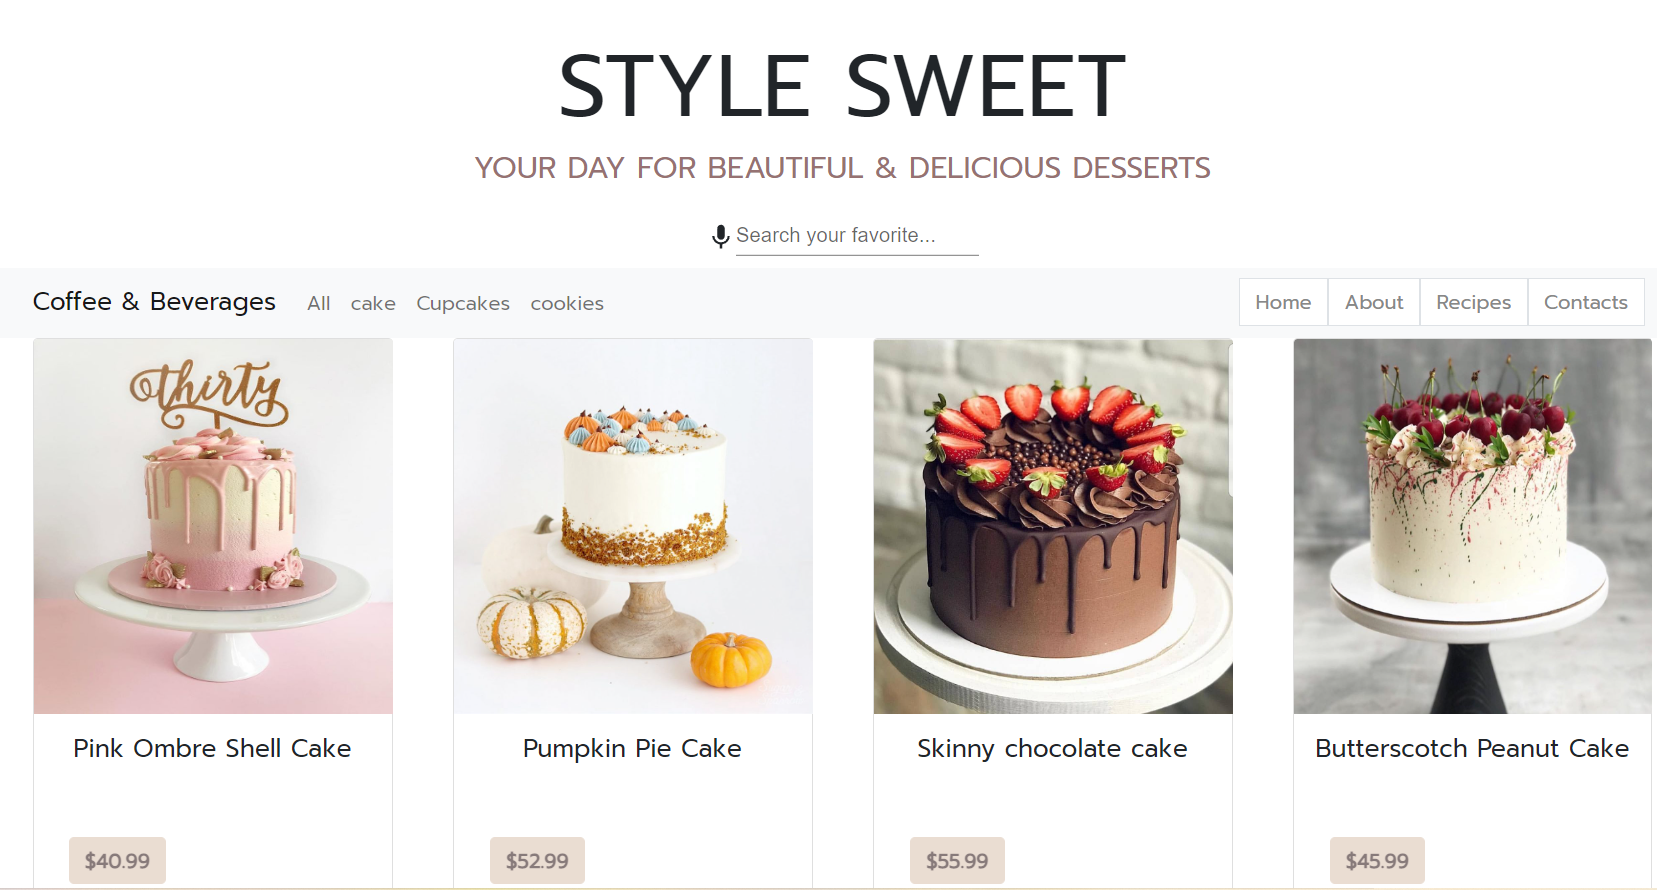 STYLE SWEET
YOUR DAY FOR BEAUTIFUL & DELICIOUS DESSERTS
Search your favorite...
Coffee & Beverages All cake Cupcakes cookies Home About Recipes Contacts
thirty
Pink Ombre Shell Cake
Pumpkin Pie Cake
Skinny chocolate cake
Butterscotch Peanut Cake
$40.99
$52.99
$55.99
$45.99